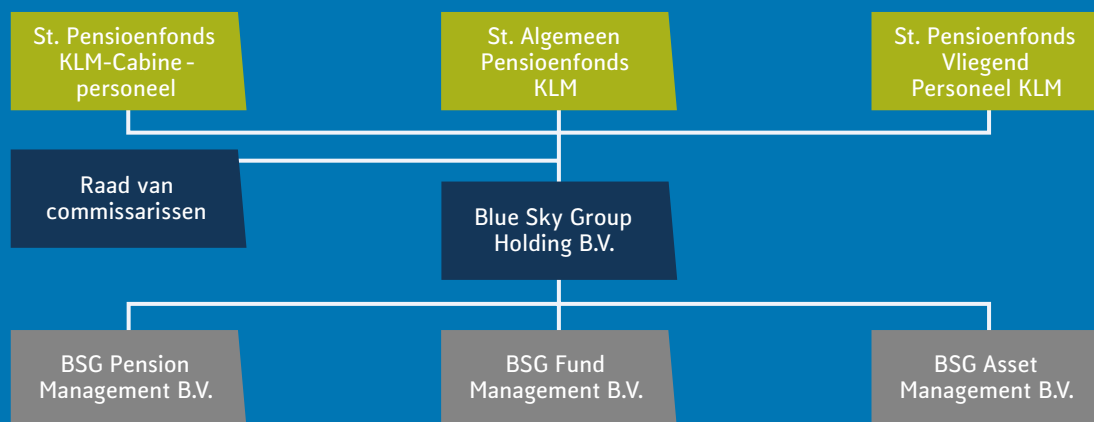 St. Pensioenfonds
KLM-Cabine-
personeel
St. Algemeen
Pensioenfonds
KLM
St. Pensioenfonds
Vliegend
Personeel KLM
Raad van
commissarissen
Blue Sky Group
Holding B.V.
BSG Pension
Management B.V.
BSG Fund
Management B.V.
BSG Asset
Management B.V.